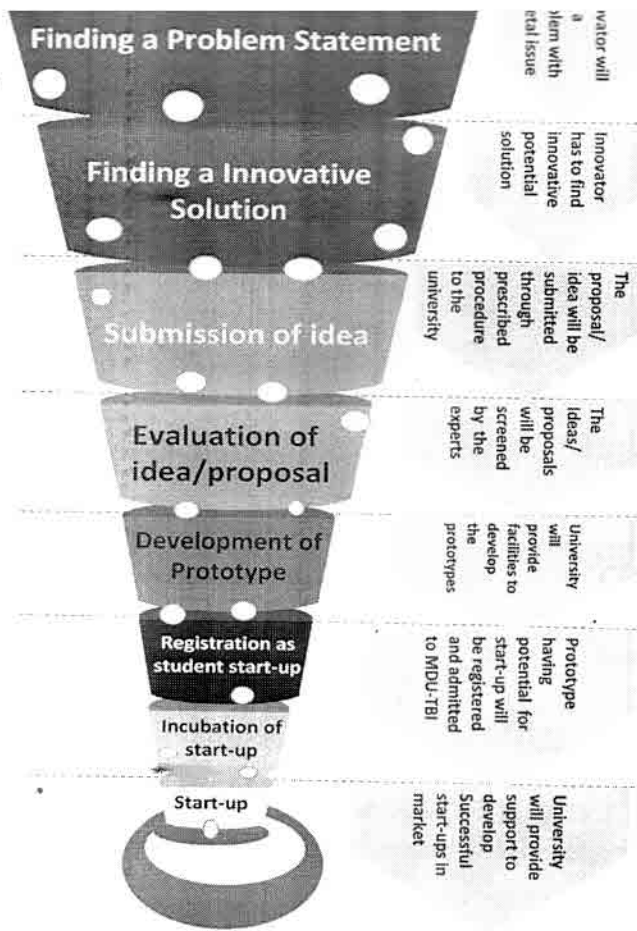 Finding a Problem Statement
Finding a Innovative
Solution
Submission of idea
Evaluation of
idea/proposal
Development of
Prototype
Registration as
student start-up
Incubation of
start-up
Start-up
will
a
with
issue
Innovator
has to find
innovative
potential
solution
The
proposal/
idea will be
submitted
through
prescribed
procedure
to the
university
The
ideas/
proposals
will be
screened
by the
experts
University
will
provide
facilities to
develop
the
prototypes
Prototype
having
potential for
start-up will
be registered
and admitted
to MDU-TBI
University
will provide
support to
develop
Successful
start-ups in
market